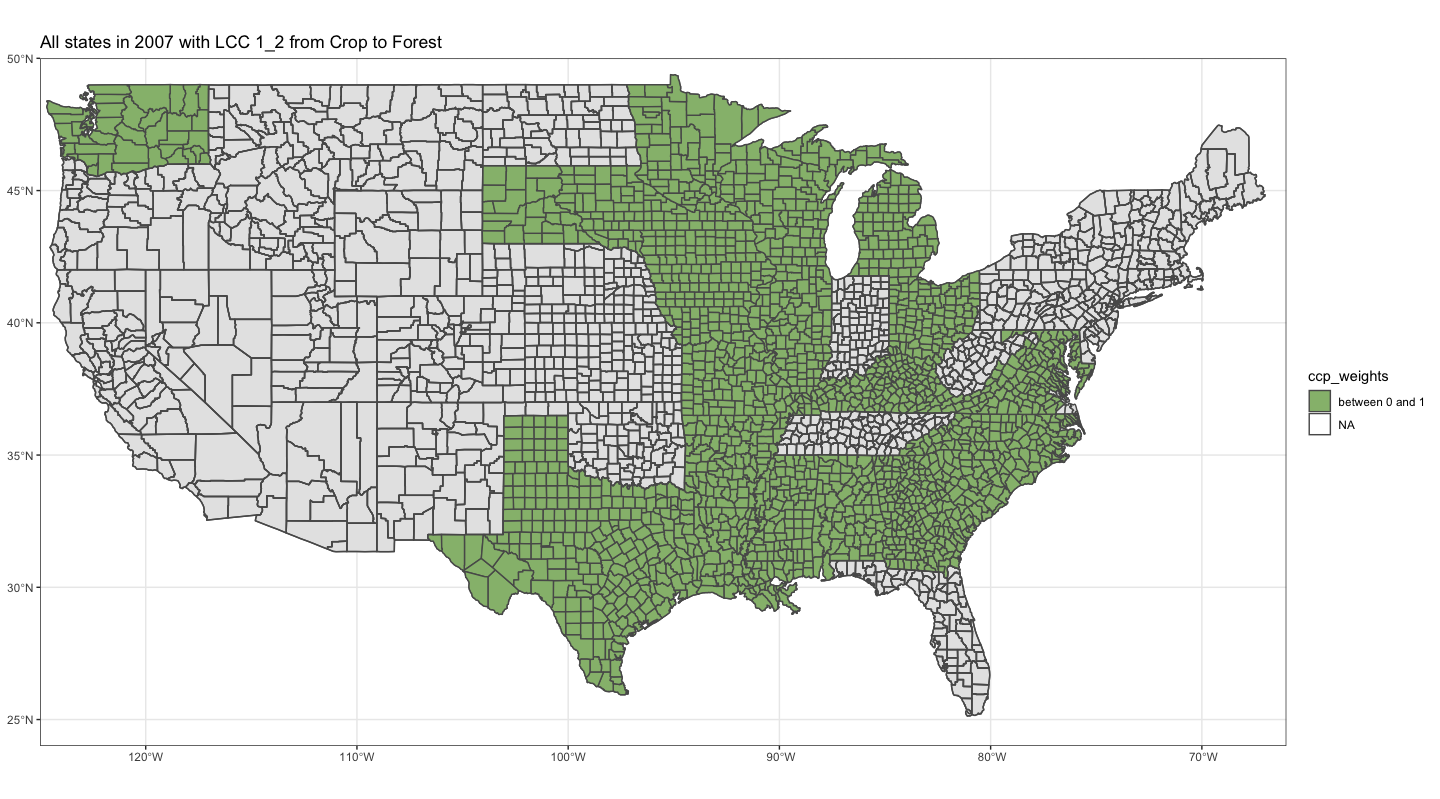 All states in 2007 with LCC 1_2 from Crop to Forest
50°N
45°N
40°N
35°N
30°N
25°N
120°W
110°W
100°W
90°W
80°W
70°W
ccp_weights
between 0 and 1
NA